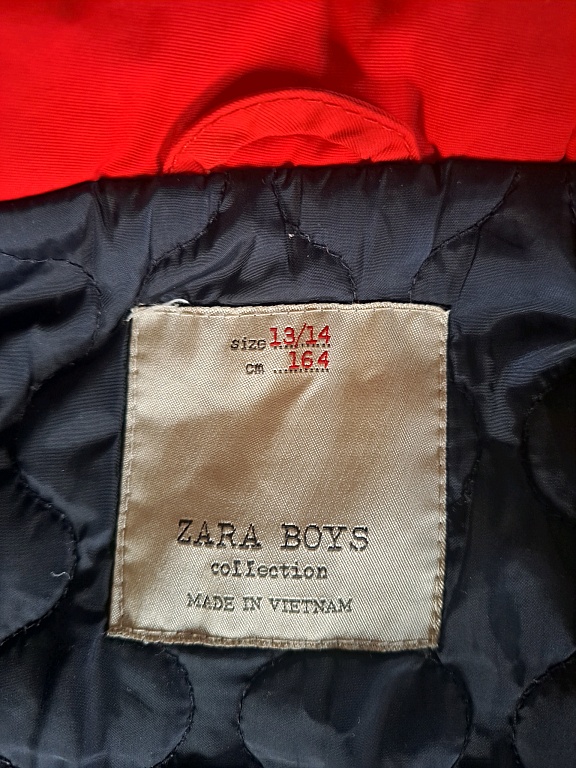 size 13/14
cm 164
ZARA BOYS
collection
MADE IN VIETNAM